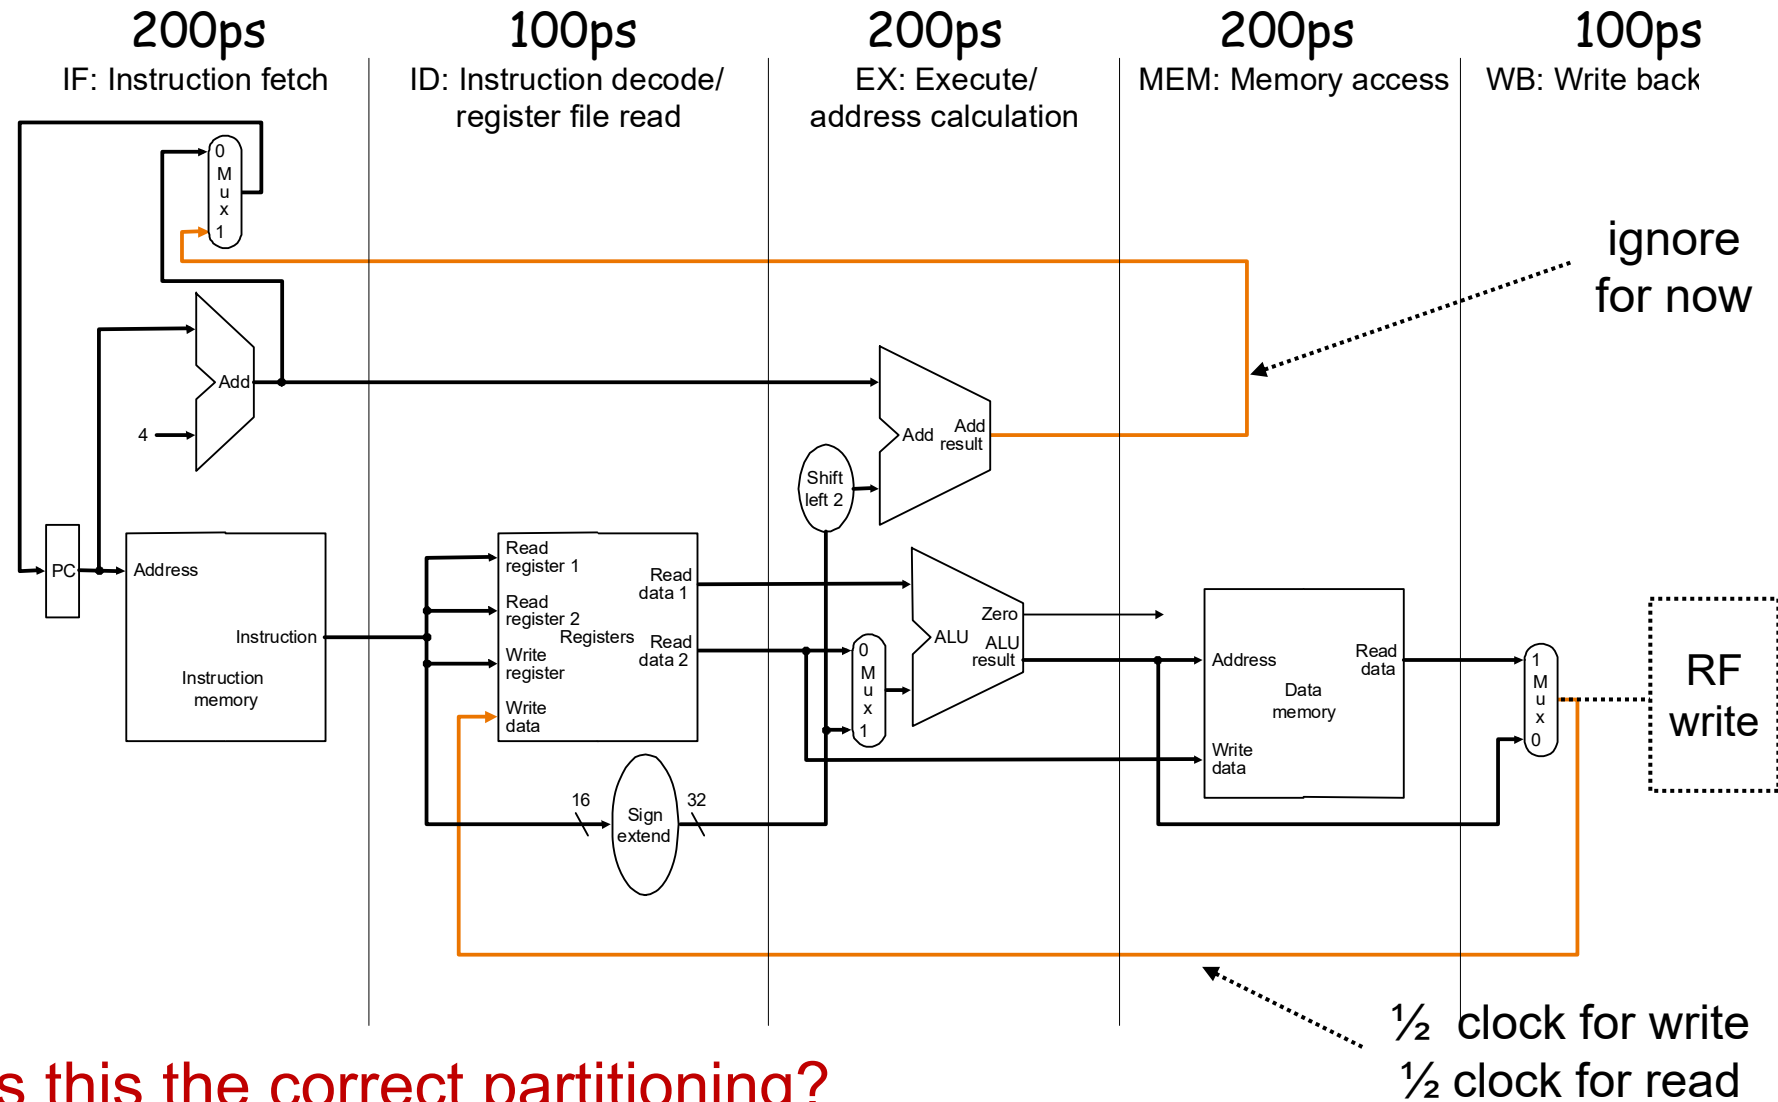 200ps
100ps
200ps
200ps
100ps
IF: Instruction fetch
ID: Instruction decode/
register file read
EX: Execute/
address calculation
MEM: Memory access
WB: Write back
0
M
u
x
1
ignore
for now
Add
4
Add
Add
result
Shift
left 2
PC
Address
Instruction
Instruction
memory
Read
register 1
Read
register 2
Write
register
Write
data
Registers
Read
data 1
Read
data 2
0
M
u
x
1
Zero
ALU
ALU
result
Address
Read
data
Data
memory
Write
data
1
M
u
x
0
RF
write
16
Sign
extend
32
½ clock for write
½ clock for read
s this the correct partitioning?